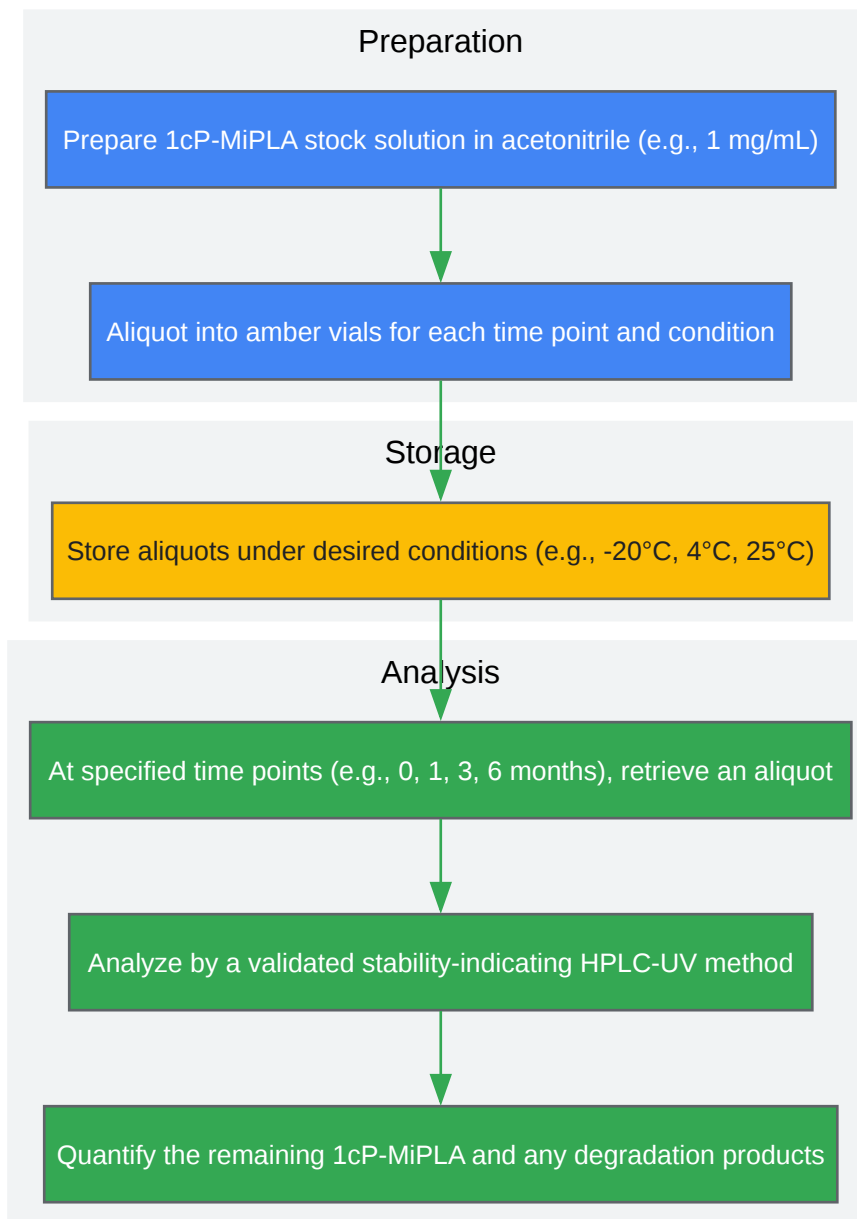 Preparation
Prepare 1cP-MiPLA stock solution in acetonitrile (e.g., 1 mg/mL)
Aliquot into amber vials for each time point and condition
Storage
Store aliquots under desired conditions (e.g., -20°C, 4°C, 25°C)
Analysis
At specified time points (e.g., 0, 1, 3, 6 months), retrieve an aliquot
Analyze by a validated stability-indicating HPLC-UV method
Quantify the remaining 1cP-MiPLA and any degradation products